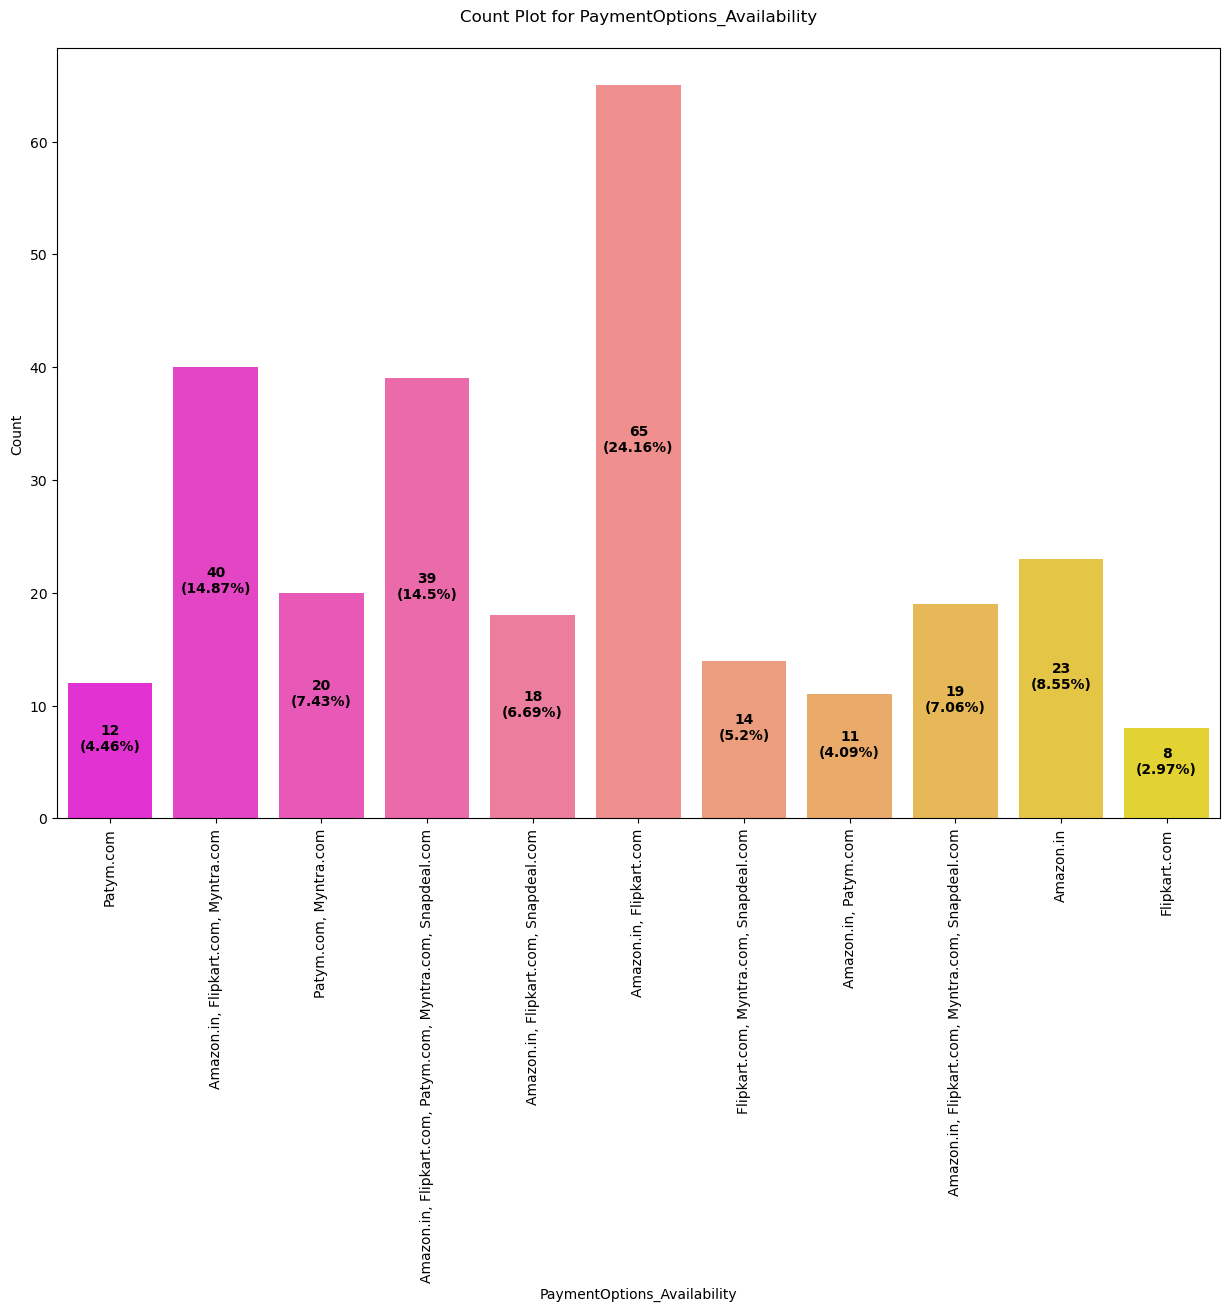 Count Plot for PaymentOptions_Availability
Count
60
50
40
30
20
10
0
12
(4.46%)
40
(14.87%)
20
(7.43%)
39
(14.5%)
18
(6.69%)
65
(24.16%)
14
(5.2%)
11
(4.09%)
19
(7.06%)
23
(8.55%)
8
(2.97%)
Patym.com
Amazon.in, Flipkart.com, Myntra.com
Patym.com, Myntra.com
Amazon.in, Flipkart.com, Patym.com, Myntra.com, Snapdeal.com
Amazon.in, Flipkart.com, Snapdeal.com
Amazon.in, Flipkart.com
Flipkart.com, Myntra.com, Snapdeal.com
Amazon.in, Patym.com
Amazon.in, Flipkart.com, Myntra.com, Snapdeal.com
Amazon.in
Flipkart.com
PaymentOptions_Availability